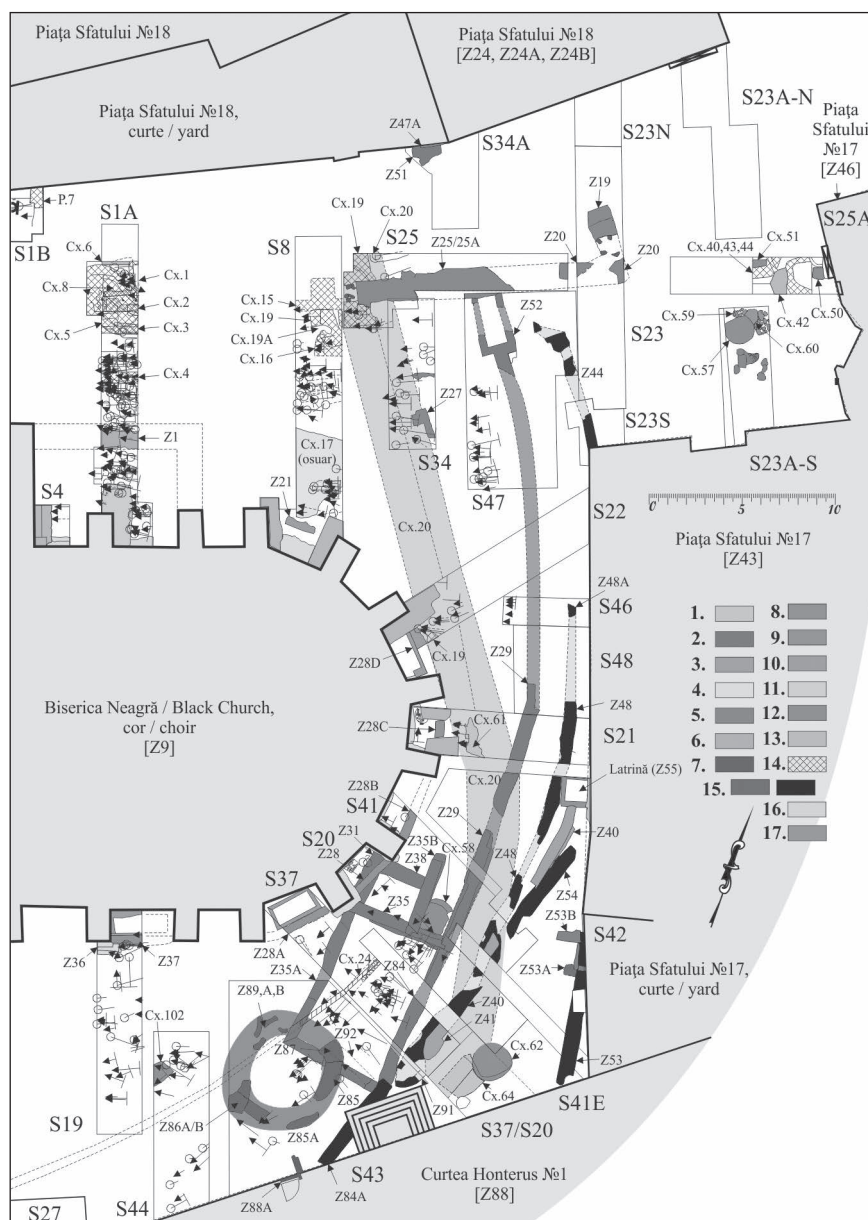 Piaţa Sfatului №18
Piaţa Sfatului №18
[Z24, Z24A, Z24B]
Piaţa Sfatului №18,
curte / yard
S23A-N
Piaţa
Sfatului
№17
[Z46]
Z47A
Z51
S34A
S23N
P.7
S1A
S1B
Cx.6
Cx.8
Cx.5
Cx.1
Cx.2
Cx.3
Cx.4
Z1
S4
S8
Cx.15
Cx.19
Cx.19A
Cx.16
Cx.17
(osuar)
Z21
Cx.19
Cx.20
S25
Z25/25A
Z20
Z19
Z20
S25A
Cx.51
Cx.40,43,44
Cx.50
Cx.42
Cx.59
Cx.60
Cx.57
S23
Z52
Z44
Z27
S34
S47
S23S
S23A-S
Cx.20
S22
0
5
10
Piaţa Sfatului №17
[Z43]
Z48A
S46
S48
Z48
S21
Latrină (Z55)
1.
2.
3.
4.
5.
6.
7.
8.
9.
10.
11.
12.
13.
14.
15.
16.
17.
Cx.19
Z28D
Z29
Z28C
Cx.61
Cx.20
Biserica Neagră / Black Church,
cor / choir
[Z9]
Z28B
S41
S20
Z31
Z28
Z35B
Cx.58
Z38
Z29
Z48
Z40
Z54
Z35
S37
Z28A
Z35A
Cx.24
Z84
Z53B
S42
Z53A
Piaţa Sfatului №17,
curte / yard
Z53
Z36
Z37
Cx.102
Z89,A,B
Z92
Z87
Z85
Z40
Z41
Cx.62
Cx.64
Z91
S41E
S37/S20
S19
Z86A/B
Z85A
S43
Z84A
Z88A
S44
S27
Curtea Honterus №1
[Z88]